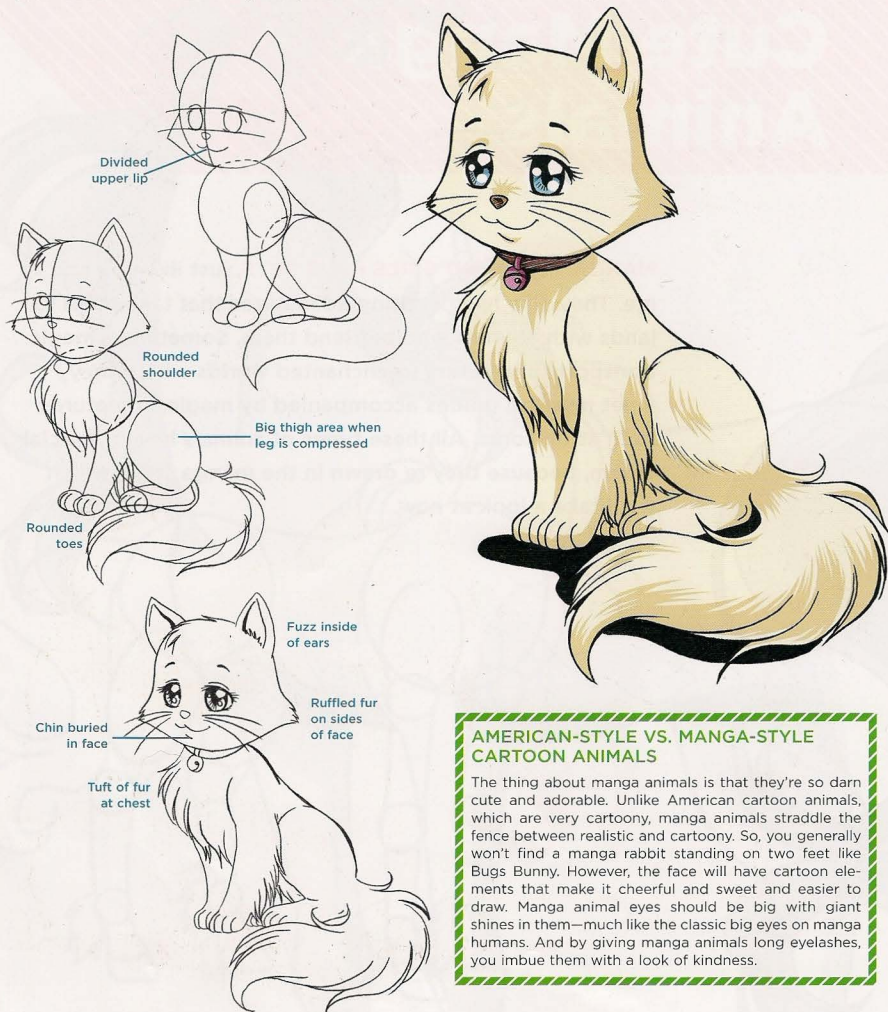 Divided
upper lip
Rounded
shoulder
Big thigh area when
leg is compressed
Rounded
toes
Fuzz inside
of ears
Ruffled fur
on sides
of face
Chin buried
in face
Tuft of fur
at chest
AMERICAN-STYLE VS. MANGA-STYLE
CARTOON ANIMALS
The thing about manga animals is that they're so darn
cute and adorable. Unlike American cartoon animals,
which are very cartoony, manga animals straddle the
fence between realistic and cartoony. So, you generally
won't find a manga rabbit standing on two feet like
Bugs Bunny. However, the face will have cartoon ele-
ments that make it cheerful and sweet and easier to
draw. Manga animal eyes should be big with giant
shines in them—much like the classic big eyes on manga
humans. And by giving manga animals long eyelashes,
you imbue them with a look of kindness.